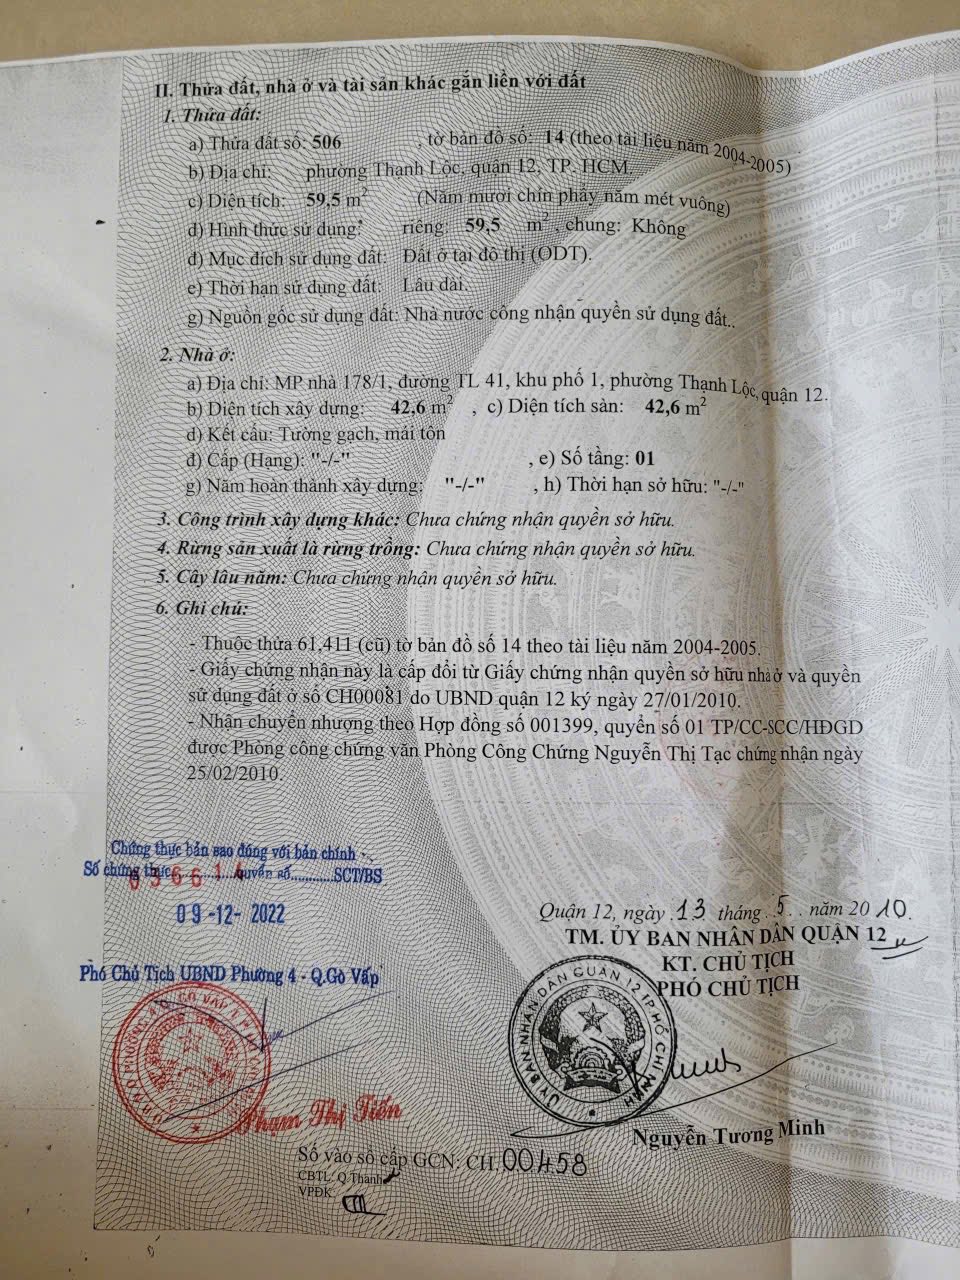 II. Thửa đất, nhà ở và tài sản khác gắn liền với đất
1. Thửa đất:
a) Thửa đất số: 506 , tờ bản đồ số: 14 (theo tài liệu năm 2004-2005)
b) Địa chỉ: phường Thạnh Lộc, quận 12, TP. HCM.
c) Diện tích: 59,5 m² (Năm mươi chín phẩy năm mét vuông)
d) Hình thức sử dụng: riêng: 59,5 m², chung: Không
đ) Mục đích sử dụng đất: Đất ở tại đô thị (ODT).
e) Thời hạn sử dụng đất: Lâu dài.
g) Nguồn gốc sử dụng đất: Nhà nước công nhận quyền sử dụng đất..
2. Nhà ở:
a) Địa chỉ: MP nhà 178/1, đường TL 41, khu phố 1, phường Thạnh Lộc, quận 12.
b) Diện tích xây dựng: 42,6 m² , c) Diện tích sàn: 42,6 m²
d) Kết cấu: Tường gạch, mái tôn
đ) Cấp (Hạng): "-/-" , e) Số tầng: 01
g) Năm hoàn thành xây dựng: "-/-" , h) Thời hạn sở hữu: "-/-"
3. Công trình xây dựng khác: Chưa chứng nhận quyền sở hữu.
4. Rừng sản xuất là rừng trồng: Chưa chứng nhận quyền sở hữu.
5. Cây lâu năm: Chưa chứng nhận quyền sở hữu.
6. Ghi chú:
- Thuộc thửa 61,411 (cũ) tờ bản đồ số 14 theo tài liệu năm 2004-2005.
- Giấy chứng nhận này là cấp đổi từ Giấy chứng nhận quyền sở hữu nhà ở và quyền
sử dụng đất ở số CH00081 do UBND quận 12 ký ngày 27/01/2010.
- Nhận chuyển nhượng theo Hợp đồng số 001399, quyển số 01 TP/CC-SCC/HĐGD
được Phòng công chứng văn Phòng Công Chứng Nguyễn Thị Tạc chứng nhận ngày
25/02/2010.
Chứng thực bản sao đúng với bản chính
Số chứng thực.........quyển số............SCT/BS
09-12-2022
Phó Chủ Tịch UBND Phường 4 - Q.Gò Vấp
Phạm Thị Tiến
Quận 12, ngày 13 tháng 5 năm 2010.
TM. ỦY BAN NHÂN DÂN QUẬN 12
KT. CHỦ TỊCH
PHÓ CHỦ TỊCH
ỦY BAN NHÂN DÂN QUẬN 12 TP HỒ CHÍ MINH
Nguyễn Tương Minh
Số vào sổ cấp GCN: CH 00458
CBTL: Q.Thành
VPĐK: